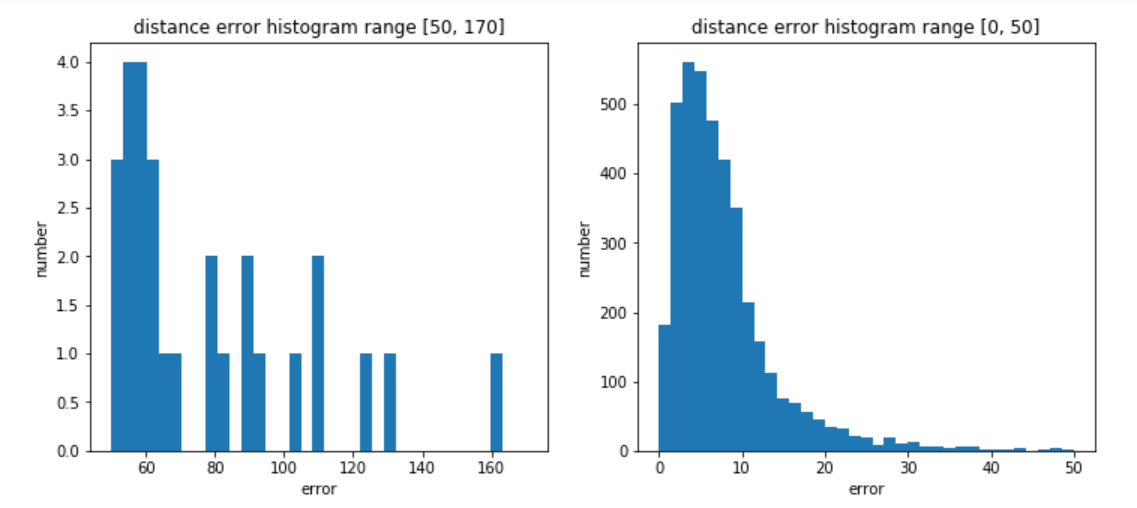 distance error histogram range [50, 170]
4.0
3.5
3.0
2.5
2.0
1.5
1.0
0.5
0.0
number
60 80 100 120 140 160
error
distance error histogram range [0, 50]
500
400
300
200
100
0
number
0 10 20 30 40 50
error